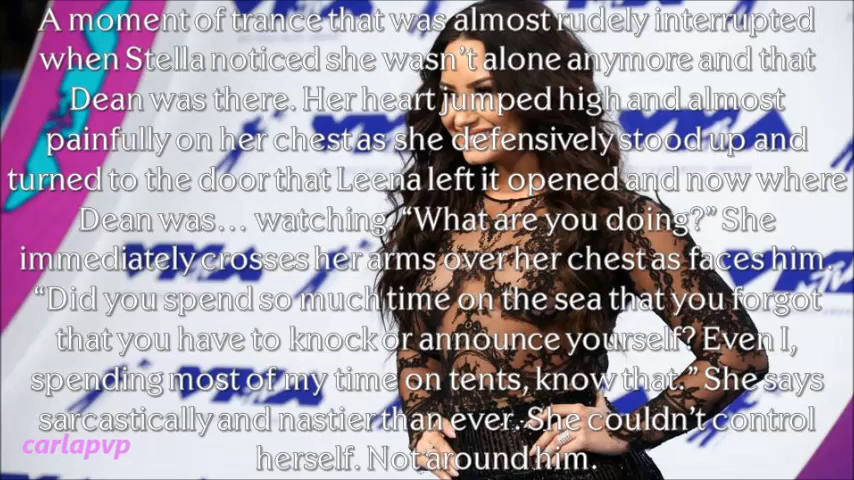 A moment of trance that was almost rudely interrupted
when Stella noticed she wasn't alone anymore and that
Dean was there. Her heart jumped high and almost
painfully on her chest as she defensively stood up and
turned to the door that Leena left it opened and now where
Dean was... watching. "What are you doing?" She
immediately crosses her arms over her chest as faces him.
"Did you spend so much time on the sea that you forgot
that you have to knock or announce yourself? Even I,
spending most of my time on tents, know that." She says
sarcastically and nastier than ever. She couldn't control
herself. Not around him.
carlapvp